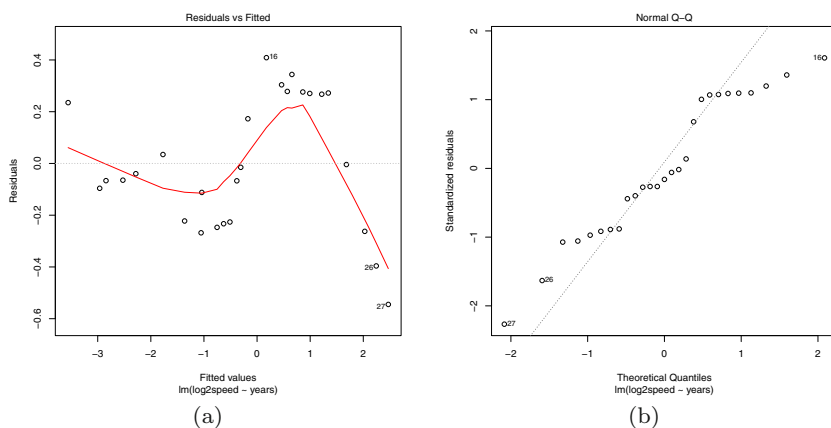 Residuals vs Fitted
Residuals
0.4
0.2
0.0
−0.2
−0.4
−0.6
16
26
27
−3 −2 −1 0 1 2
Fitted values
lm(log2speed ~ years)
(a)
Normal Q−Q
Standardized residuals
2
1
0
−1
−2
16
26
27
−2 −1 0 1 2
Theoretical Quantiles
lm(log2speed ~ years)
(b)